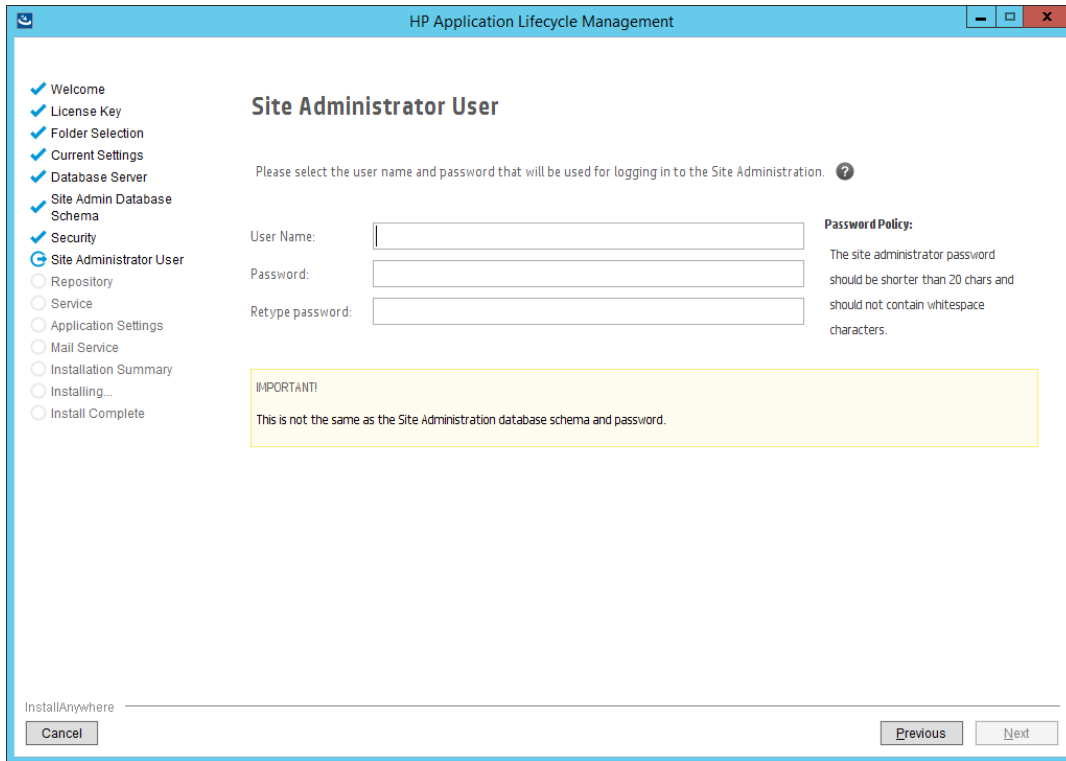 HP Application Lifecycle Management
Welcome
License Key
Folder Selection
Current Settings
Database Server
Site Admin Database
Schema
Security
Site Administrator User
Repository
Service
Application Settings
Mail Service
Installation Summary
Installing...
Install Complete
Site Administrator User
Please select the user name and password that will be used for logging in to the Site Administration. ?
User Name:
Password:
Retype password:
Password Policy:
The site administrator password
should be shorter than 20 chars and
should not contain whitespace
characters.
IMPORTANT!
This is not the same as the Site Administration database schema and password.
InstallAnywhere
Cancel
Previous
Next